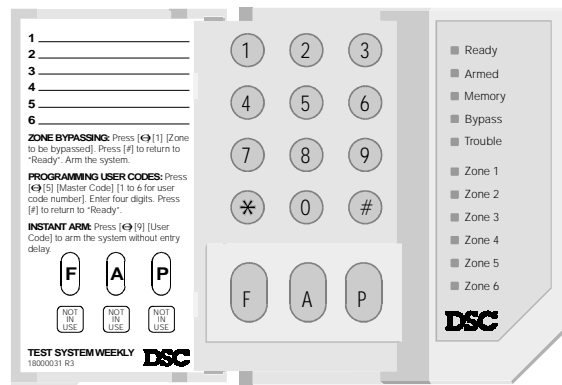 1
2
3
4
5
6
ZONE BYPASSING: Press [✱] [1] [Zone
to be bypassed]. Press [#] to return to
"Ready". Arm the system.
PROGRAMMING USER CODES: Press
[✱] [5] [Master Code] [1 to 6 for user
code number]. Enter four digits. Press
[#] to return to "Ready".
INSTANT ARM: Press [✱] [9] [User
Code] to arm the system without entry
delay.
F A P
NOT
IN
USE
NOT
IN
USE
NOT
IN
USE
TEST SYSTEM WEEKLY DSC
18000031 R3
1 2 3
4 5 6
7 8 9
✱ 0 #
F A P
Ready
Armed
Memory
Bypass
Trouble
Zone 1
Zone 2
Zone 3
Zone 4
Zone 5
Zone 6
DSC